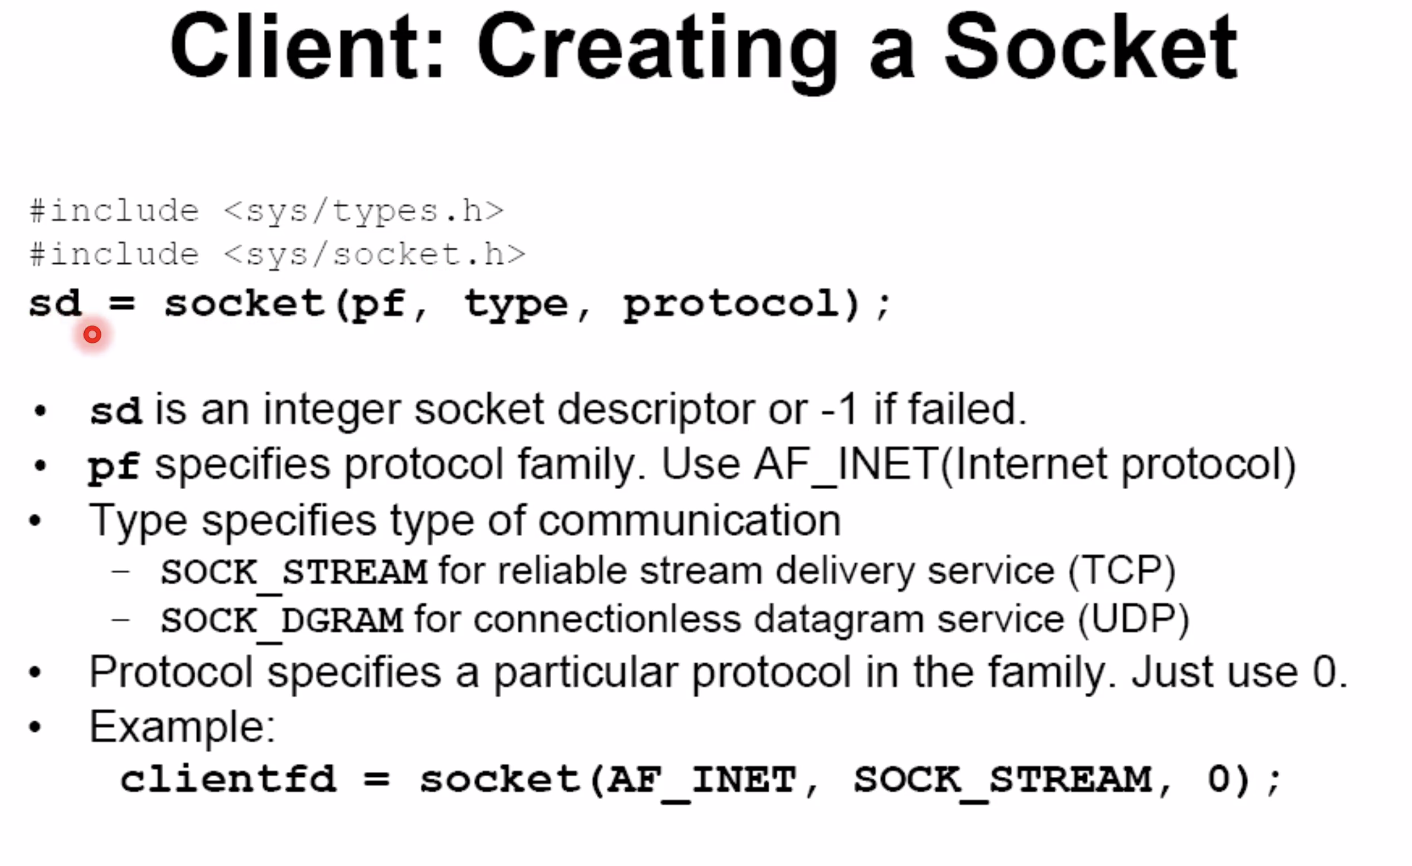 Client: Creating a Socket
#include <sys/types.h>
#include <sys/socket.h>
sd = socket(pf, type, protocol);
• sd is an integer socket descriptor or -1 if failed.
• pf specifies protocol family. Use AF_INET(Internet protocol)
• Type specifies type of communication
– SOCK_STREAM for reliable stream delivery service (TCP)
– SOCK_DGRAM for connectionless datagram service (UDP)
• Protocol specifies a particular protocol in the family. Just use 0.
• Example:
clientfd = socket(AF_INET, SOCK_STREAM, 0);